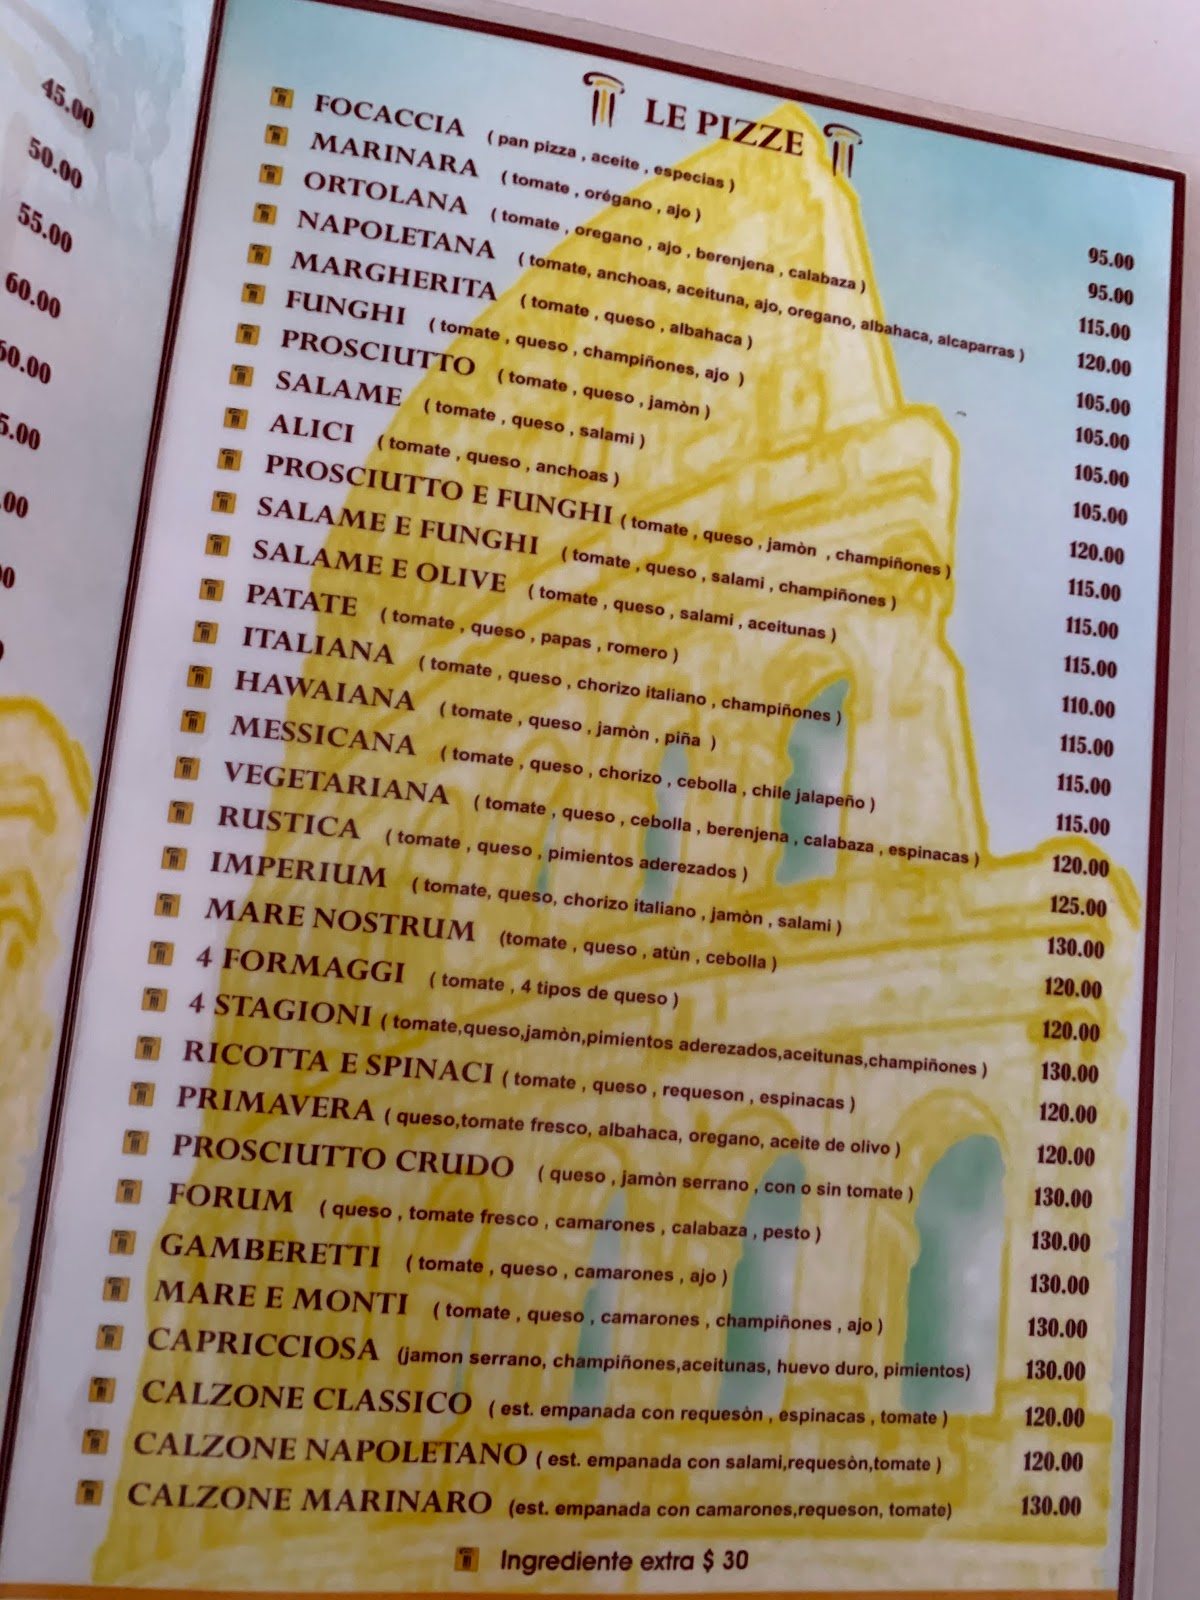 45.00
50.00
55.00
60.00
LE PIZZE
FOCACCIA ( pan pizza , aceite , especias ) 95.00
MARINARA ( tomate , orégano , ajo ) 95.00
ORTOLANA ( tomate , oregano , ajo , berenjena , calabaza ) 115.00
NAPOLETANA ( tomate, anchoas, aceituna, ajo, oregano, albahaca, alcaparras ) 120.00
MARGHERITA ( tomate , queso , albahaca ) 105.00
FUNGHI ( tomate , queso , champiñones, ajo ) 105.00
PROSCIUTTO ( tomate , queso , jamòn ) 105.00
SALAME ( tomate , queso , salami ) 105.00
ALICI ( tomate , queso , anchoas ) 120.00
PROSCIUTTO E FUNGHI ( tomate , queso , jamòn , champiñones ) 115.00
SALAME E FUNGHI ( tomate , queso , salami , champiñones ) 115.00
SALAME E OLIVE ( tomate , queso , salami , aceitunas ) 115.00
PATATE ( tomate , queso , papas , romero ) 110.00
ITALIANA ( tomate , queso , chorizo italiano , champiñones ) 115.00
HAWAIANA ( tomate , queso , jamòn , piña ) 115.00
MESSICANA ( tomate , queso , chorizo , cebolla , chile jalapeño ) 115.00
VEGETARIANA ( tomate , queso , cebolla , berenjena , calabaza , espinacas ) 120.00
RUSTICA ( tomate , queso , pimientos aderezados ) 125.00
IMPERIUM ( tomate, queso, chorizo italiano , jamòn , salami ) 130.00
MARE NOSTRUM (tomate , queso , atùn , cebolla ) 120.00
4 FORMAGGI ( tomate , 4 tipos de queso ) 120.00
4 STAGIONI ( tomate,queso,jamòn,pimientos aderezados,aceitunas,champiñones ) 130.00
RICOTTA E SPINACI ( tomate , queso , requeson , espinacas ) 120.00
PRIMAVERA ( queso,tomate fresco, albahaca, oregano, aceite de olivo ) 120.00
PROSCIUTTO CRUDO ( queso , jamòn serrano , con o sin tomate ) 130.00
FORUM ( queso , tomate fresco , camarones , calabaza , pesto ) 130.00
GAMBERETTI ( tomate , queso , camarones , ajo ) 130.00
MARE E MONTI ( tomate , queso , camarones , champiñones , ajo ) 130.00
CAPRICCIOSA (jamon serrano, champiñones,aceitunas, huevo duro, pimientos) 130.00
CALZONE CLASSICO ( est. empanada con requesòn , espinacas , tomate ) 120.00
CALZONE NAPOLETANO ( est. empanada con salami,requesòn,tomate ) 120.00
CALZONE MARINARO (est. empanada con camarones,requeson, tomate) 130.00
Ingrediente extra $ 30